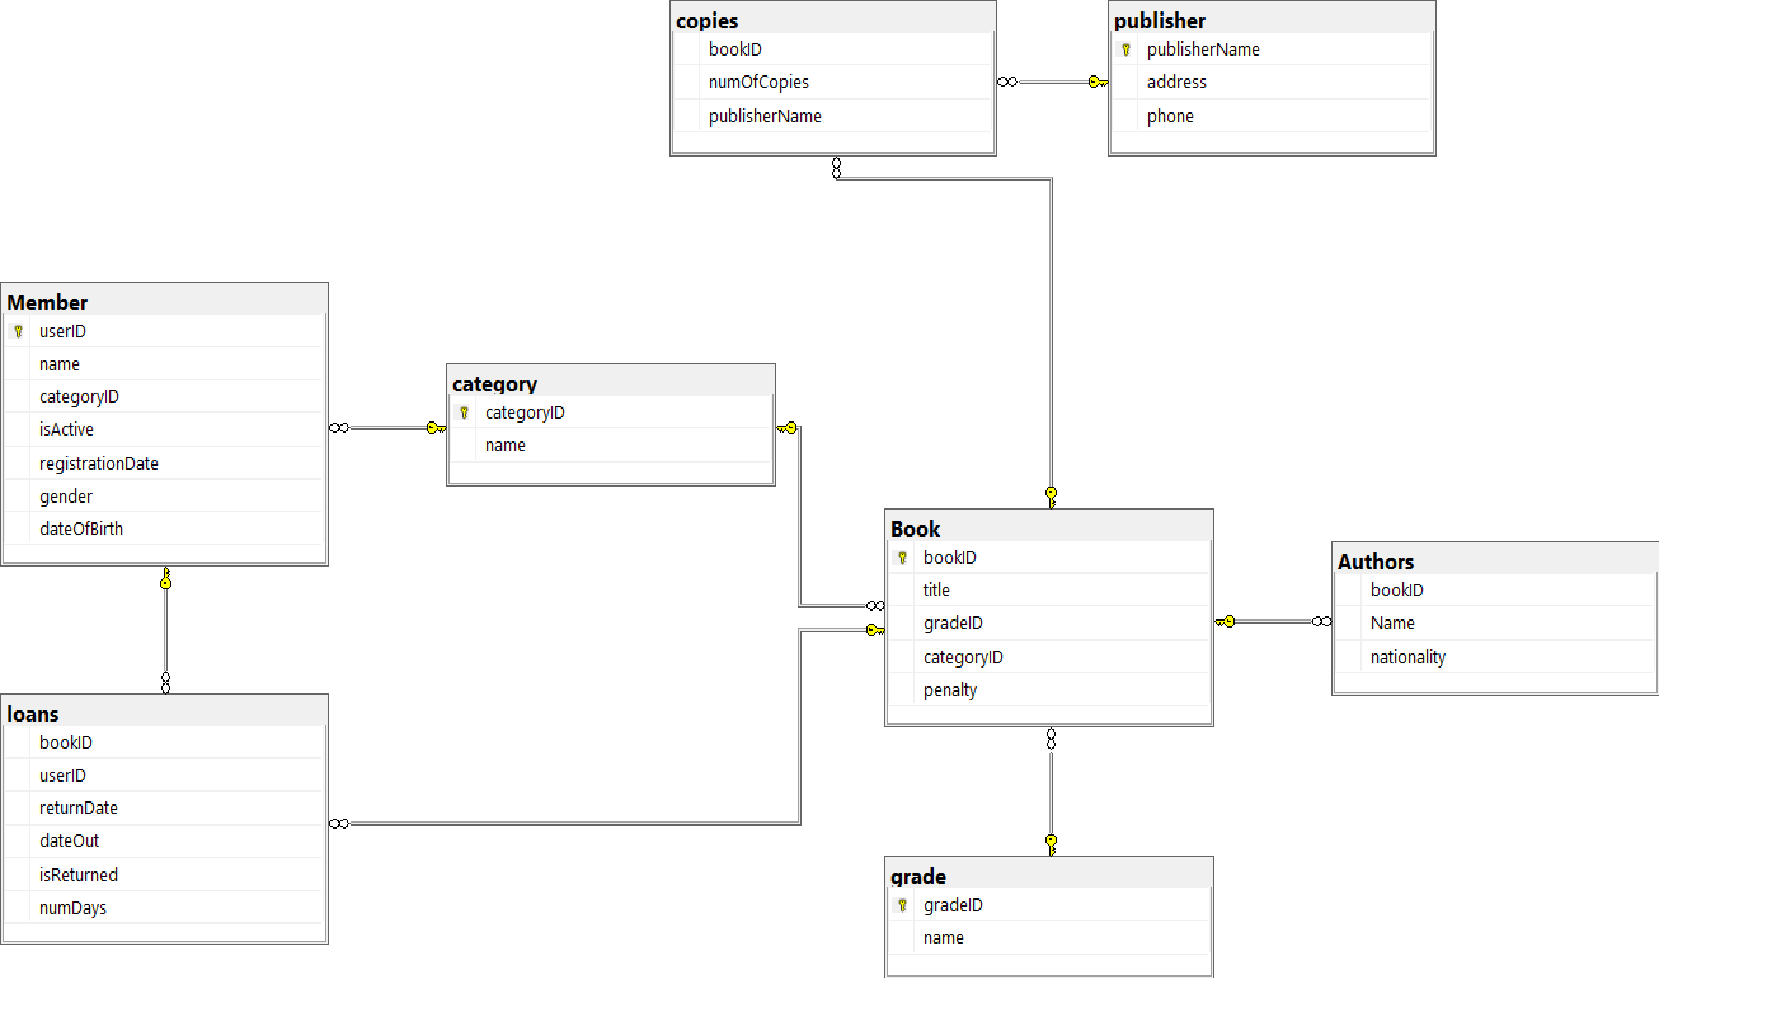 copies
bookID
numOfCopies
publisherName
publisher
publisherName
address
phone
Member
userID
name
categoryID
isActive
registrationDate
gender
dateOfBirth
category
categoryID
name
Book
bookID
title
gradeID
categoryID
penalty
Authors
bookID
Name
nationality
loans
bookID
userID
returnDate
dateOut
isReturned
numDays
grade
gradeID
name